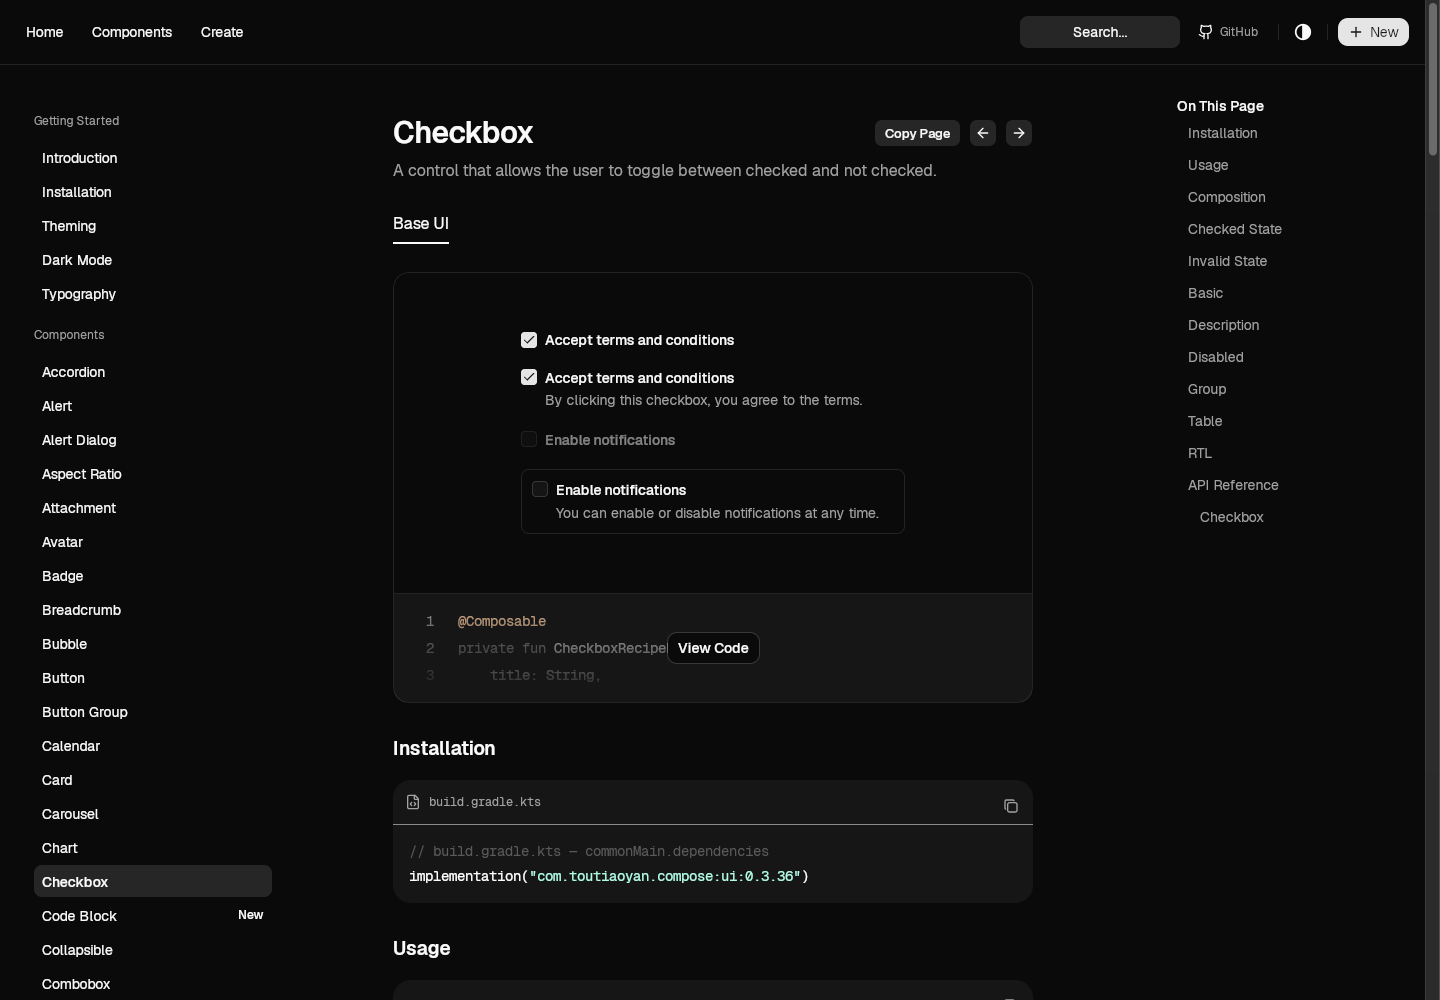 Home
Components
Create
Search...
GitHub
New
Getting Started
Introduction
Installation
Theming
Dark Mode
Typography
Components
Accordion
Alert
Alert Dialog
Aspect Ratio
Attachment
Avatar
Badge
Breadcrumb
Bubble
Button
Button Group
Calendar
Card
Carousel
Chart
Checkbox
Code Block New
Collapsible
Combobox
Checkbox
Copy Page
A control that allows the user to toggle between checked and not checked.
Base UI
Accept terms and conditions
Accept terms and conditions
By clicking this checkbox, you agree to the terms.
Enable notifications
Enable notifications
You can enable or disable notifications at any time.
1 @Composable
2 private fun CheckboxRecipe
View Code
3 title: String,
Installation
build.gradle.kts
// build.gradle.kts — commonMain.dependencies
implementation("com.toutiaoyan.compose:ui:0.3.36")
Usage
On This Page
Installation
Usage
Composition
Checked State
Invalid State
Basic
Description
Disabled
Group
Table
RTL
API Reference
Checkbox